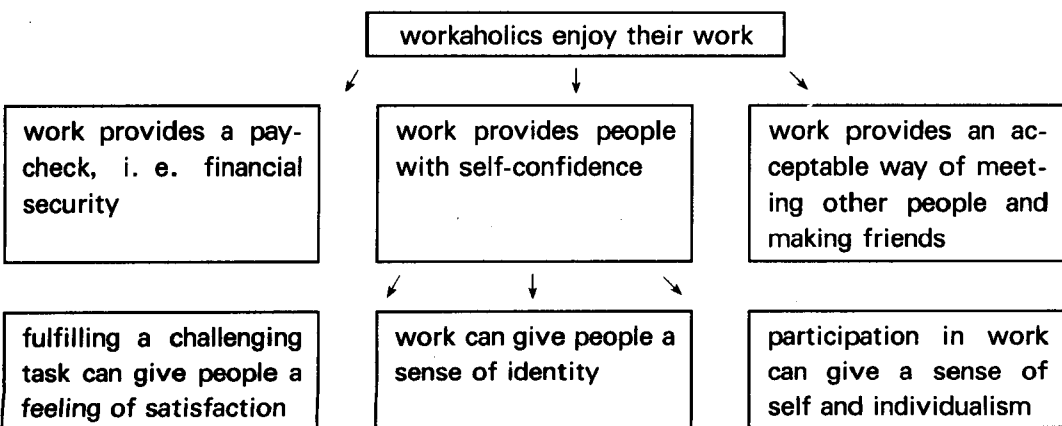 workaholics enjoy their work
work provides a pay-
check, i. e. financial
security
work provides people
with self-confidence
work provides an ac-
ceptable way of meet-
ing other people and
making friends
fulfilling a challenging
task can give people a
feeling of satisfaction
work can give people a
sense of identity
participation in work
can give a sense of
self and individualism